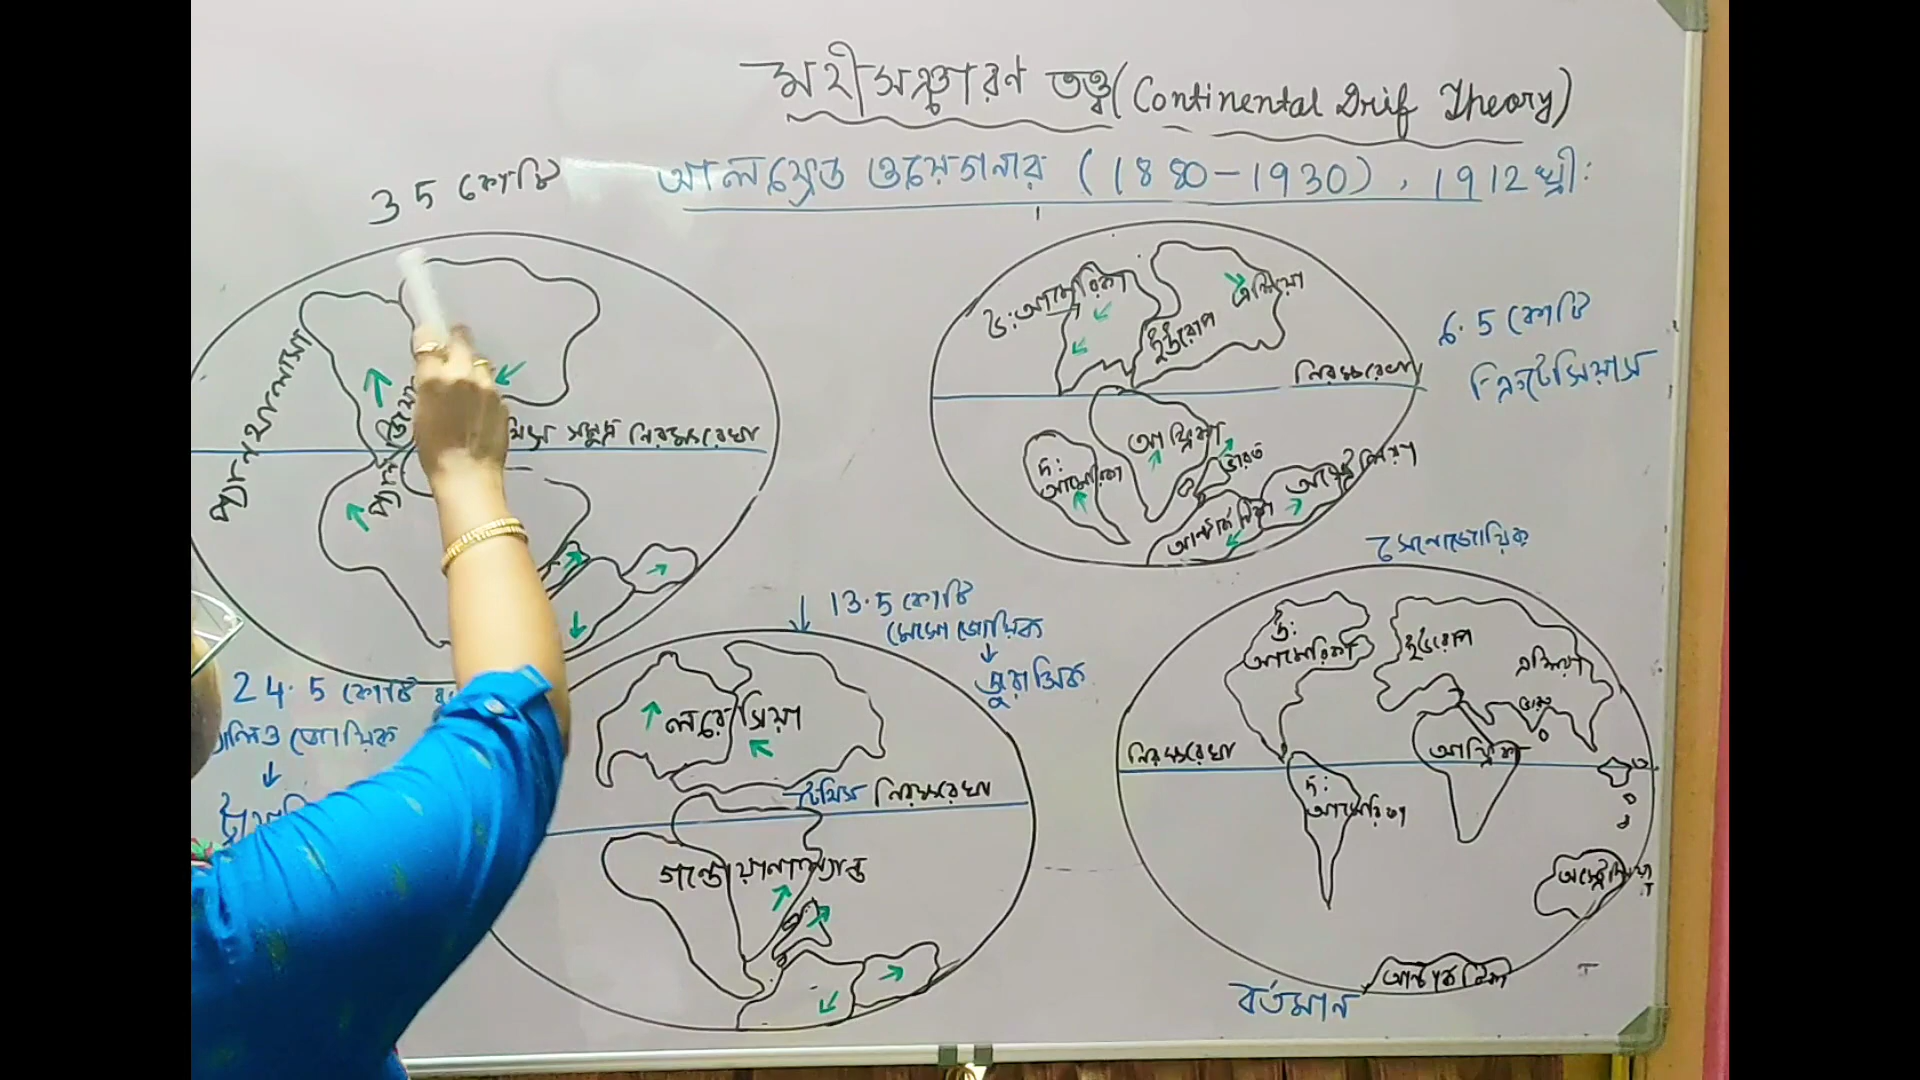 মহীসঞ্চারণ তত্ত্ব (Continental Drif Theory)
আলফ্রেড ওয়েগনার (1880-1930), 1912 খ্রী:
35 কোটি
প্যানথালাসা
সমুদ্র নিরক্ষরেখা
24.5 কোটি
উ: আমেরিকা
ইউরোপ
এশিয়া
নিরক্ষরেখা
আফ্রিকা
ভারত
দ: আমেরিকা
আন্টার্কটিকা
অস্ট্রেলিয়া
6.5 কোটি
ক্রিটেসিয়াস
13.5 কোটি
মেসোজোয়িক
জুরাসিক
লরেসিয়া
টেথিস নিরক্ষরেখা
গন্ডোয়ানাল্যান্ড
সেনোজোয়িক
উ: আমেরিকা
ইউরোপ
এশিয়া
ভারত
নিরক্ষরেখা
আফ্রিকা
দ: আমেরিকা
অস্ট্রেলিয়া
আন্টার্কটিকা
বর্তমান